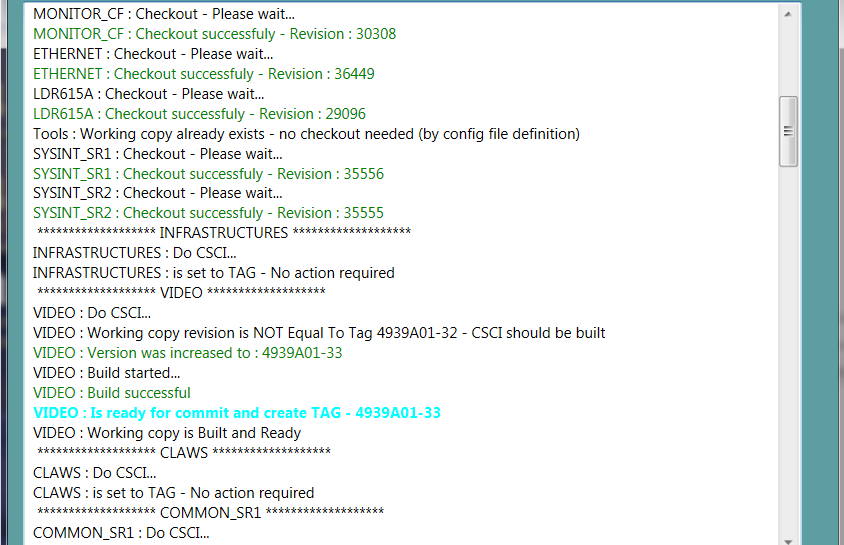 MONITOR_CF : Checkout - Please wait...
MONITOR_CF : Checkout successfuly - Revision : 30308
ETHERNET : Checkout - Please wait...
ETHERNET : Checkout successfuly - Revision : 36449
LDR615A : Checkout - Please wait...
LDR615A : Checkout successfuly - Revision : 29096
Tools : Working copy already exists - no checkout needed (by config file definition)
SYSINT_SR1 : Checkout - Please wait...
SYSINT_SR1 : Checkout successfuly - Revision : 35556
SYSINT_SR2 : Checkout - Please wait...
SYSINT_SR2 : Checkout successfuly - Revision : 35555
******************* INFRASTRUCTURES *******************
INFRASTRUCTURES : Do CSCI...
INFRASTRUCTURES : is set to TAG - No action required
******************* VIDEO *******************
VIDEO : Do CSCI...
VIDEO : Working copy revision is NOT Equal To Tag 4939A01-32 - CSCI should be built
VIDEO : Version was increased to : 4939A01-33
VIDEO : Build started...
VIDEO : Build successful
VIDEO : Is ready for commit and create TAG - 4939A01-33
VIDEO : Working copy is Built and Ready
******************* CLAWS *******************
CLAWS : Do CSCI...
CLAWS : is set to TAG - No action required
******************* COMMON_SR1 *******************
COMMON_SR1 : Do CSCI...